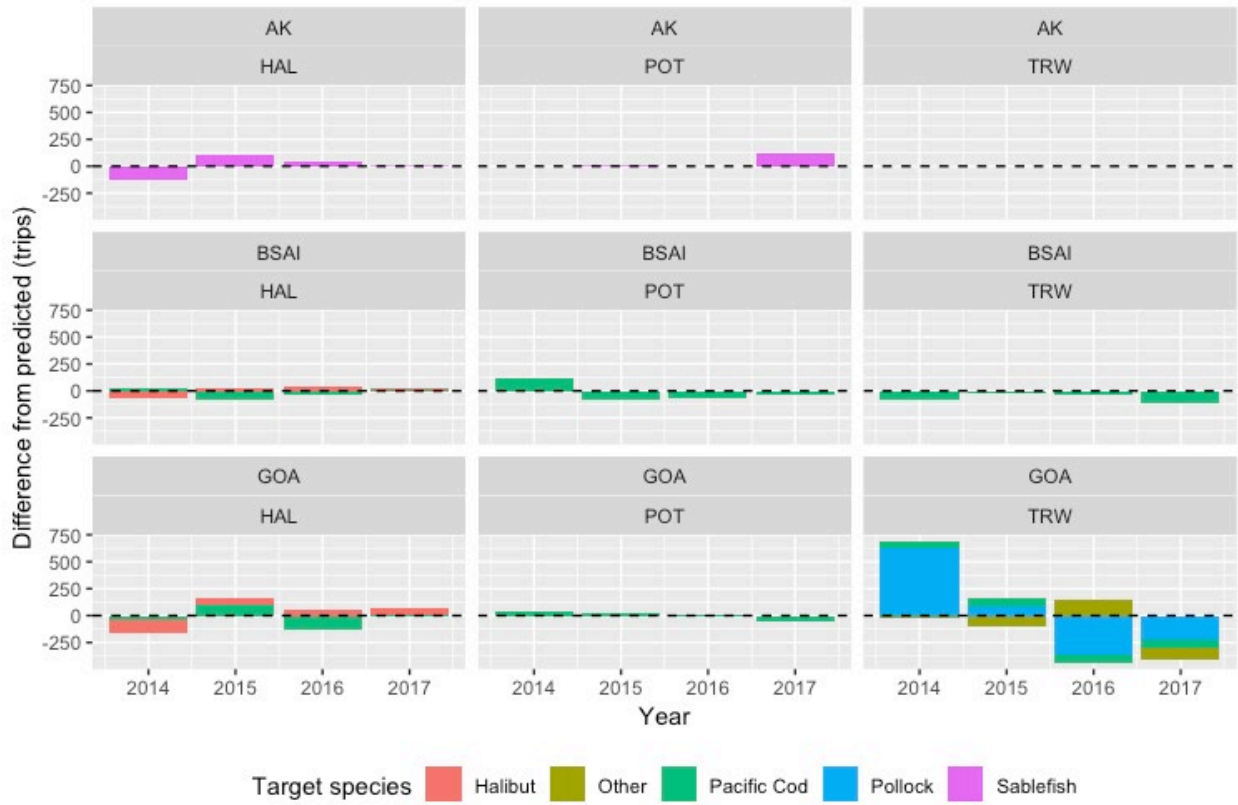 AK AK AK
HAL POT TRW
750
500
250
0
-250
BSAI BSAI BSAI
HAL POT TRW
750
500
250
0
-250
GOA GOA GOA
HAL POT TRW
750
500
250
0
-250
Difference from predicted (trips)
2014 2015 2016 2017 2014 2015 2016 2017 2014 2015 2016 2017
Year
Target species Halibut Other Pacific Cod Pollock Sablefish